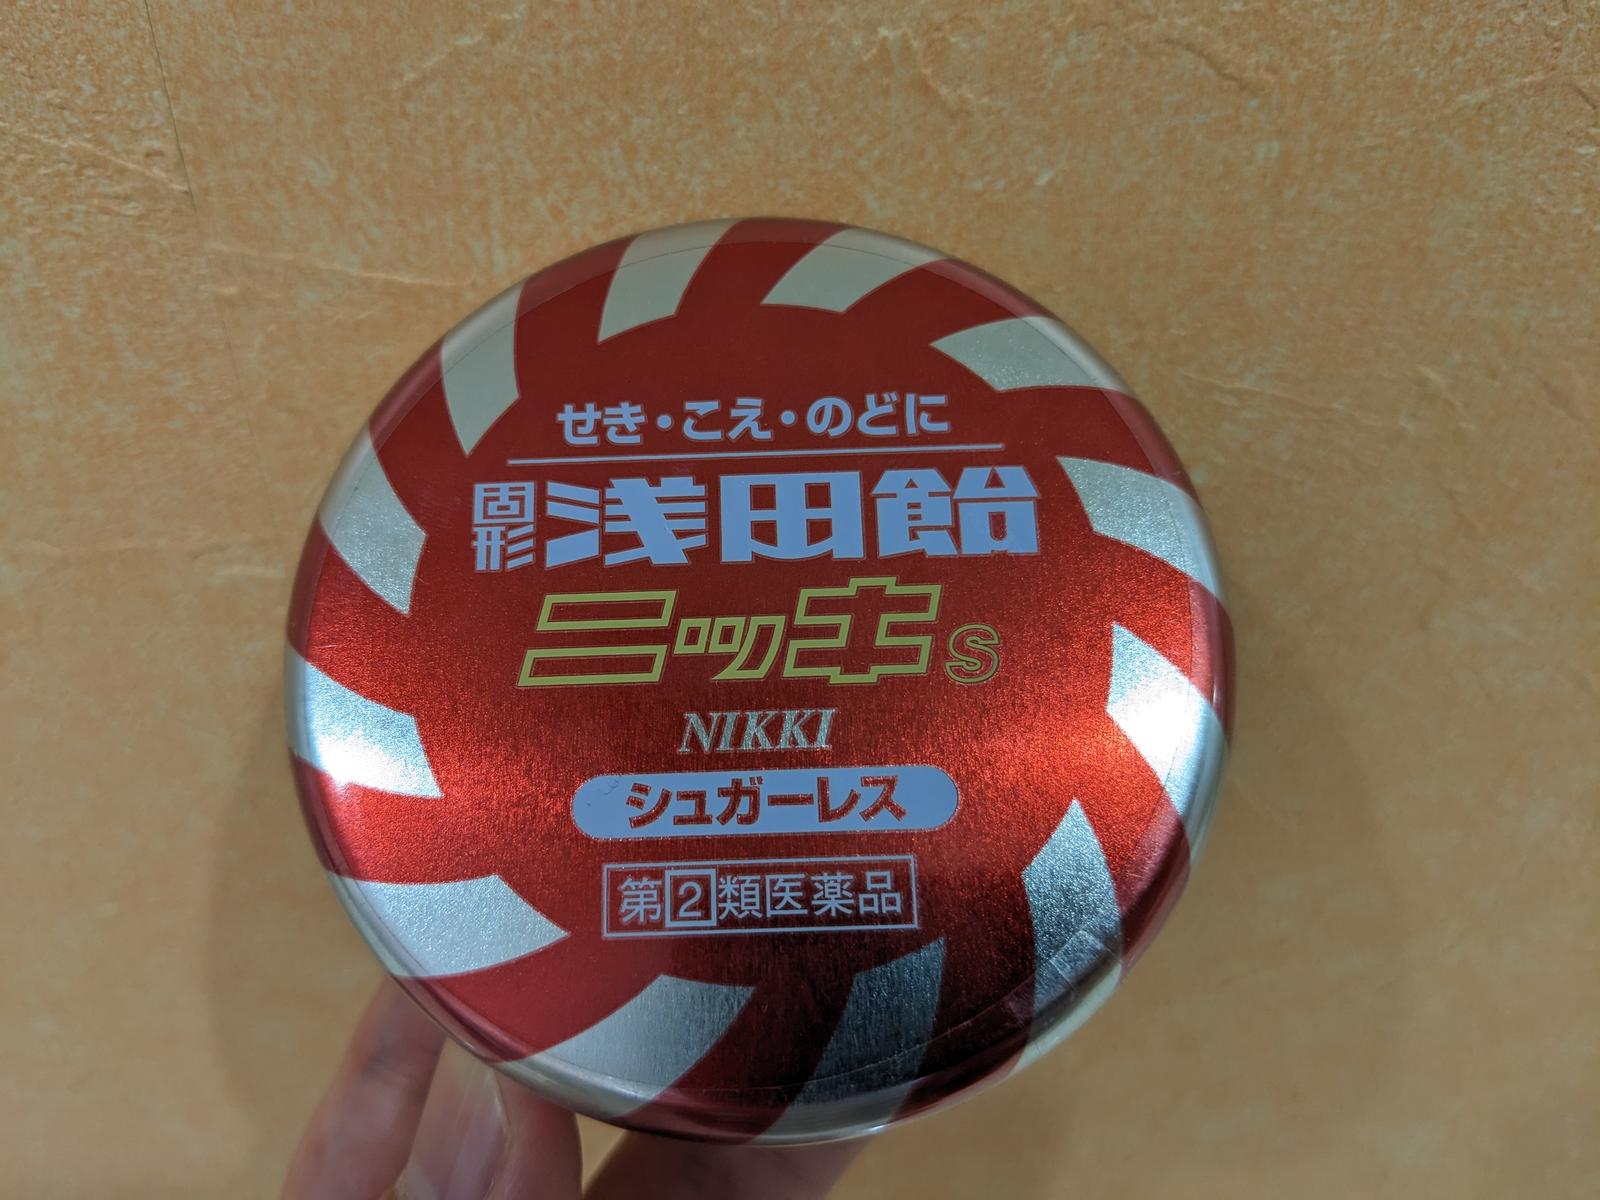 せき・こえ・のどに
固形浅田飴
ニッキs
NIKKI
シュガーレス
第2類医薬品